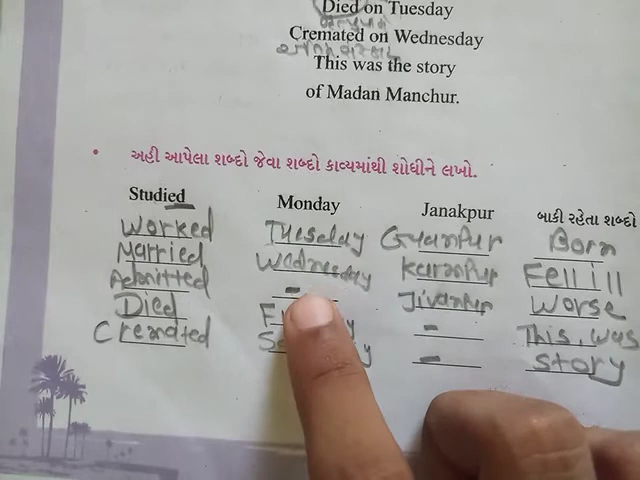 Died on Tuesday
Cremated on Wednesday
This was the story
of Madan Manchur.
• અહી આપેલા શબ્દો જેવા શબ્દો કાવ્યમાંથી શોધીને લખો.
Studied Monday Janakpur બાકી રહેતા શબ્દો
Worked Tuesday Gyanpur Born
Married Wednesday Karanpur Fell ill
Admitted - Jivanpur Worse
Died - This was
Cremated - Story